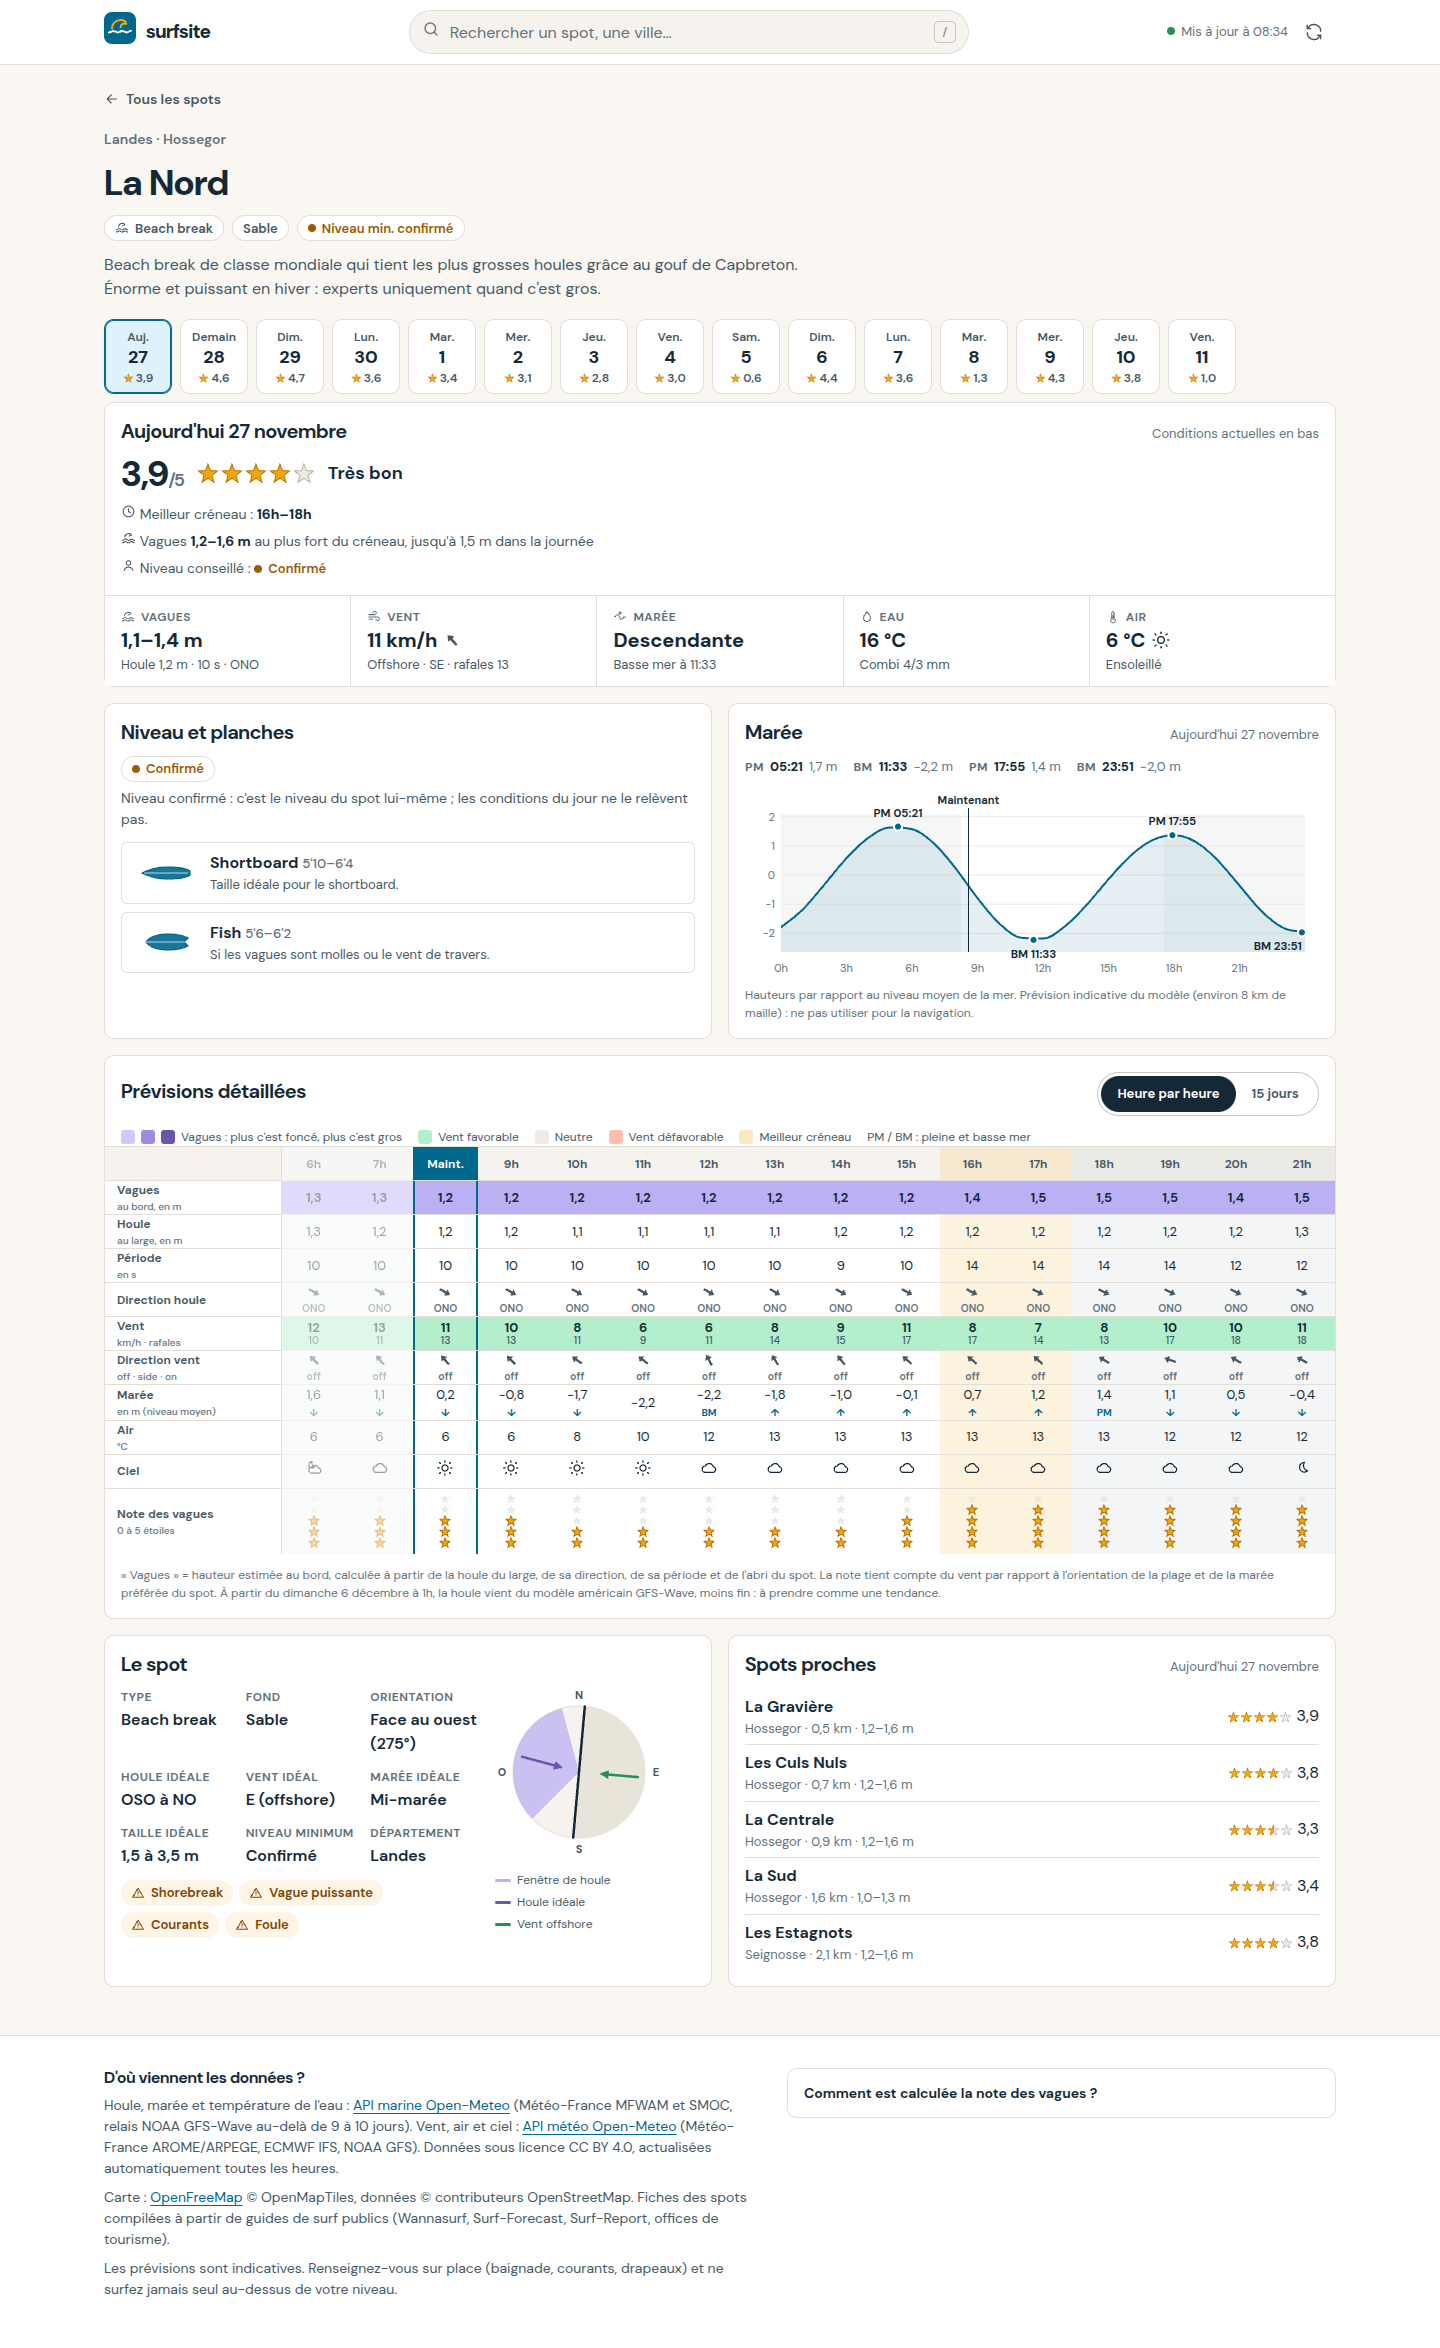 surfsite
Rechercher un spot, une ville…
/
Mis à jour à 08:34
Tous les spots
Landes · Hossegor
La Nord
Beach break
Sable
Niveau min. confirmé
Beach break de classe mondiale qui tient les plus grosses houles grâce au gouf de Capbreton.
Énorme et puissant en hiver : experts uniquement quand c'est gros.
Auj. Demain Dim. Lun. Mar. Mer. Jeu. Ven. Sam. Dim. Lun. Mar. Mer. Jeu. Ven.
27 28 29 30 1 2 3 4 5 6 7 8 9 10 11
3,9 4,6 4,7 3,6 3,4 3,1 2,8 3,0 0,6 4,4 3,6 1,3 4,3 3,8 1,0
Aujourd'hui 27 novembre
Conditions actuelles en bas
3,9/5 Très bon
Meilleur créneau : 16h–18h
Vagues 1,2–1,6 m au plus fort du créneau, jusqu'à 1,5 m dans la journée
Niveau conseillé : Confirmé
VAGUES
1,1–1,4 m
Houle 1,2 m · 10 s · ONO
VENT
11 km/h
Offshore · SE · rafales 13
MARÉE
Descendante
Basse mer à 11:33
EAU
16 °C
Combi 4/3 mm
AIR
6 °C
Ensoleillé
Niveau et planches
Confirmé
Niveau confirmé : c'est le niveau du spot lui-même ; les conditions du jour ne le relèvent
pas.
Shortboard 5'10–6'4
Taille idéale pour le shortboard.
Fish 5'6–6'2
Si les vagues sont molles ou le vent de travers.
Marée
Aujourd'hui 27 novembre
PM 05:21 1,7 m BM 11:33 −2,2 m PM 17:55 1,4 m BM 23:51 −2,0 m
Maintenant
PM 05:21
PM 17:55
2
1
0
−1
−2
BM 11:33
BM 23:51
0h 3h 6h 9h 12h 15h 18h 21h
Hauteurs par rapport au niveau moyen de la mer. Prévision indicative du modèle (environ 8 km de
maille) : ne pas utiliser pour la navigation.
Prévisions détaillées
Heure par heure
15 jours
Vagues : plus c'est foncé, plus c'est gros Vent favorable Neutre Vent défavorable Meilleur créneau PM / BM : pleine et basse mer
6h 7h Maint. 9h 10h 11h 12h 13h 14h 15h 16h 17h 18h 19h 20h 21h
Vagues
au bord, en m
1,3 1,3 1,2 1,2 1,2 1,2 1,2 1,2 1,2 1,2 1,4 1,5 1,5 1,5 1,4 1,5
Houle
au large, en m
1,3 1,2 1,2 1,2 1,1 1,1 1,1 1,1 1,2 1,2 1,2 1,2 1,2 1,2 1,2 1,3
Période
en s
10 10 10 10 10 10 10 10 9 10 14 14 14 14 12 12
Direction houle
ONO ONO ONO ONO ONO ONO ONO ONO ONO ONO ONO ONO ONO ONO ONO ONO
Vent
km/h · rafales
12 13 11 10 8 6 6 8 9 11 8 7 8 10 10 11
10 11 13 13 11 9 11 14 15 17 17 14 13 17 18 18
Direction vent
off · side · on
off off off off off off off off off off off off off off off off
Marée
en m (niveau moyen)
1,6 1,1 0,2 −0,8 −1,7 −2,2 −2,2 −1,8 −1,0 −0,1 0,7 1,2 1,4 1,1 0,5 −0,4
BM PM
Air
°C
6 6 6 6 8 10 12 13 13 13 13 13 13 12 12 12
Ciel
Note des vagues
0 à 5 étoiles
« Vagues » = hauteur estimée au bord, calculée à partir de la houle du large, de sa direction, de sa période et de l'abri du spot. La note tient compte du vent par rapport à l'orientation de la plage et de la marée
préférée du spot. À partir du dimanche 6 décembre à 1h, la houle vient du modèle américain GFS-Wave, moins fin : à prendre comme une tendance.
Le spot
TYPE
Beach break
FOND
Sable
ORIENTATION
Face au ouest
(275°)
HOULE IDÉALE
OSO à NO
VENT IDÉAL
E (offshore)
MARÉE IDÉALE
Mi-marée
TAILLE IDÉALE
1,5 à 3,5 m
NIVEAU MINIMUM
Confirmé
DÉPARTEMENT
Landes
Shorebreak
Vague puissante
Courants
Foule
N
O
E
S
Fenêtre de houle
Houle idéale
Vent offshore
Spots proches
Aujourd'hui 27 novembre
La Gravière
Hossegor · 0,5 km · 1,2–1,6 m
3,9
Les Culs Nuls
Hossegor · 0,7 km · 1,2–1,6 m
3,8
La Centrale
Hossegor · 0,9 km · 1,2–1,6 m
3,3
La Sud
Hossegor · 1,6 km · 1,0–1,3 m
3,4
Les Estagnots
Seignosse · 2,1 km · 1,2–1,6 m
3,8
D'où viennent les données ?
Houle, marée et température de l'eau : API marine Open-Meteo (Météo-France MFWAM et SMOC,
relais NOAA GFS-Wave au-delà de 9 à 10 jours). Vent, air et ciel : API météo Open-Meteo (Météo-
France AROME/ARPEGE, ECMWF IFS, NOAA GFS). Données sous licence CC BY 4.0, actualisées
automatiquement toutes les heures.
Carte : OpenFreeMap © OpenMapTiles, données © contributeurs OpenStreetMap. Fiches des spots
compilées à partir de guides de surf publics (Wannasurf, Surf-Forecast, Surf-Report, offices de
tourisme).
Les prévisions sont indicatives. Renseignez-vous sur place (baignade, courants, drapeaux) et ne
surfez jamais seul au-dessus de votre niveau.
Comment est calculée la note des vagues ?